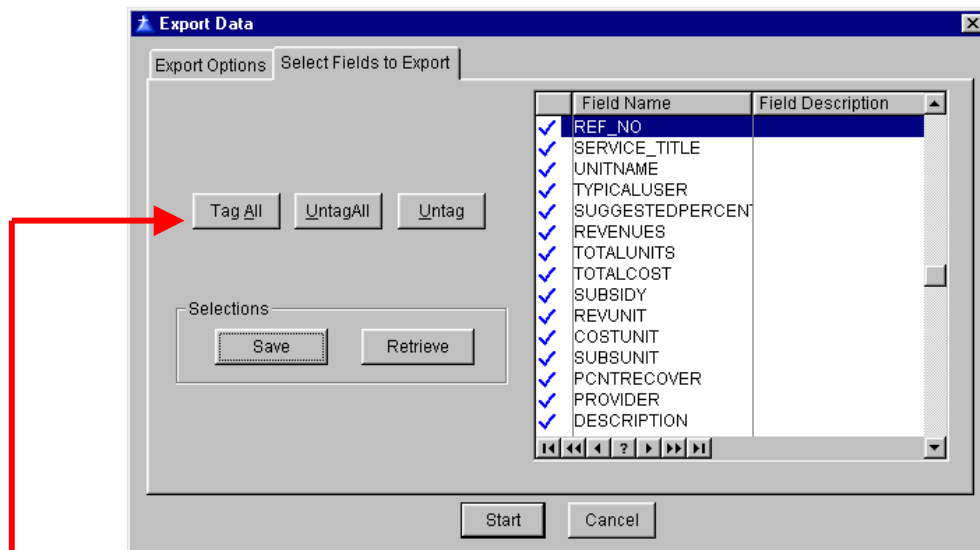 Export Data
Export Options
Select Fields to Export
Field Name
Field Description
REF_NO
SERVICE_TITLE
UNITNAME
TYPICALUSER
SUGGESTEDPERCEN
REVENUES
TOTALUNITS
TOTALCOST
SUBSIDY
REVUNIT
COSTUNIT
SUBSUNIT
PCNTRECOVER
PROVIDER
DESCRIPTION
?
Tag All
UntagAll
Untag
Selections
Save
Retrieve
Start
Cancel